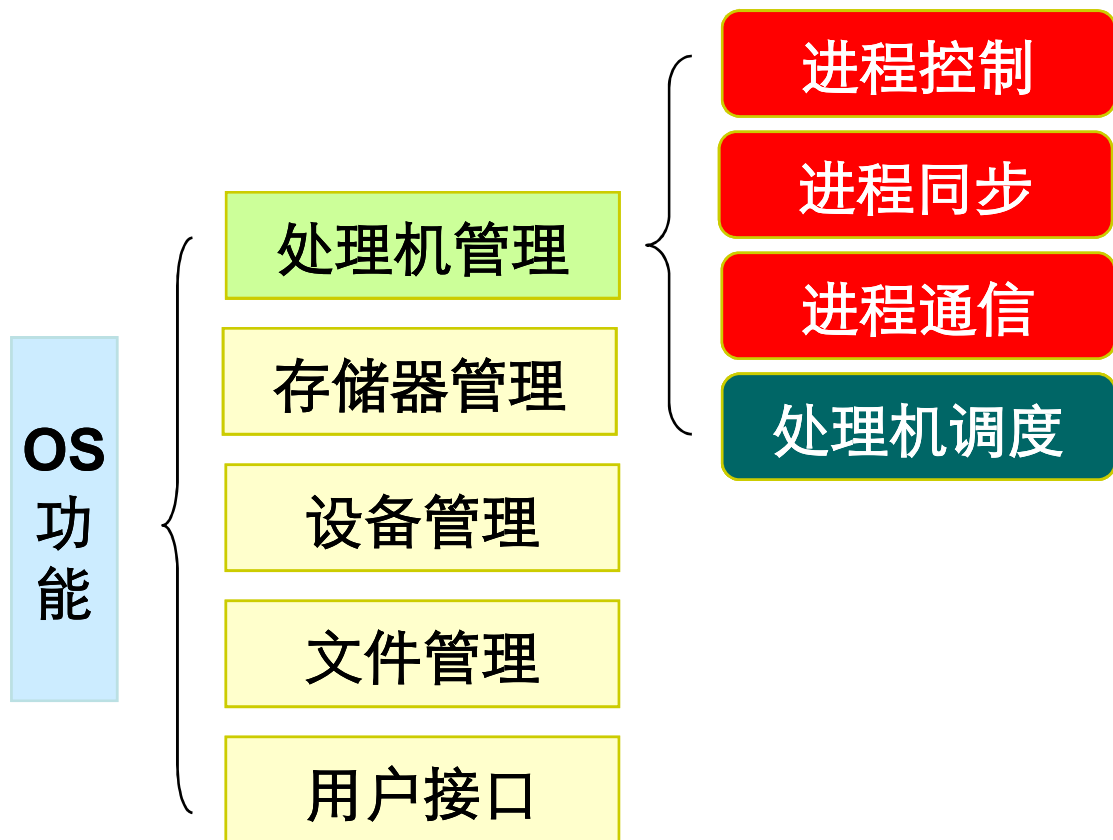 OS
功
能
处理机管理
存储器管理
设备管理
文件管理
用户接口
进程控制
进程同步
进程通信
处理机调度